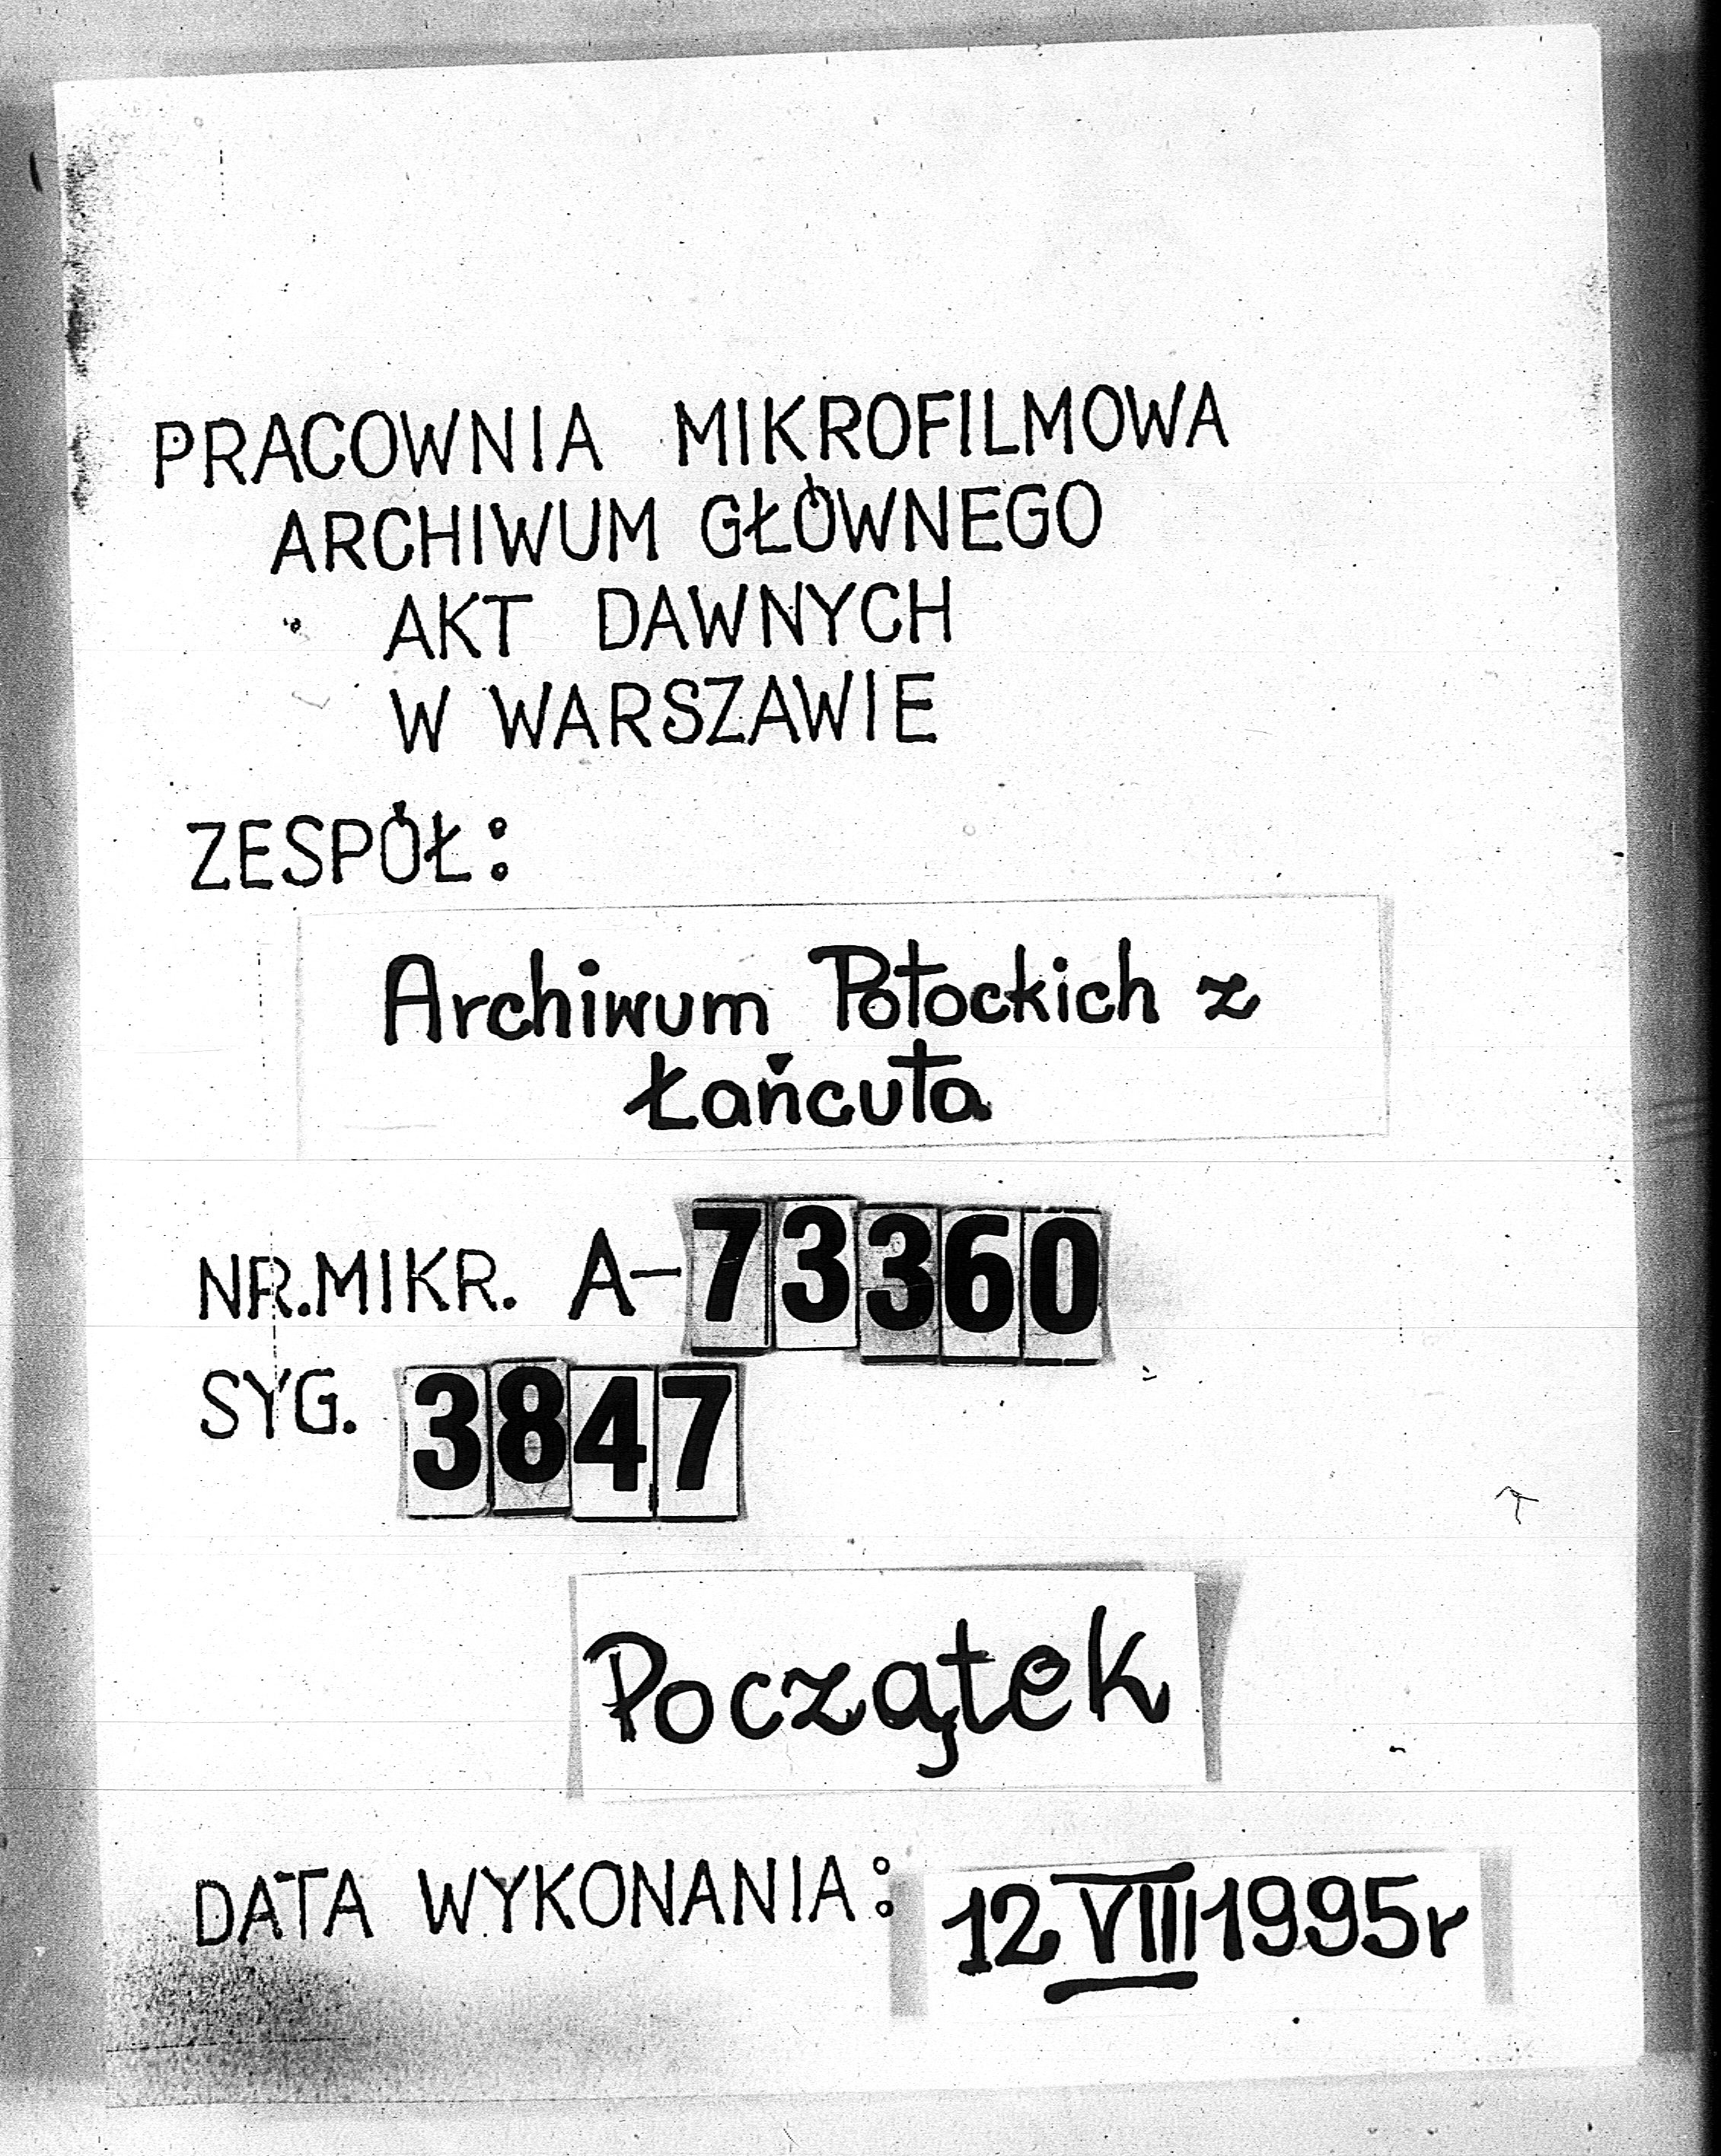 PRACOWNIA MIKROFILMOWA
ARCHIWUM GŁÓWNEGO
AKT DAWNYCH
W WARSZAWIE
ZESPÓŁ:
Archiwum Potockich z
Łańcuta
NR.MIKR. A-73360
SYG. 3847
Początek
DATA WYKONANIA: 12 VIII 1995r